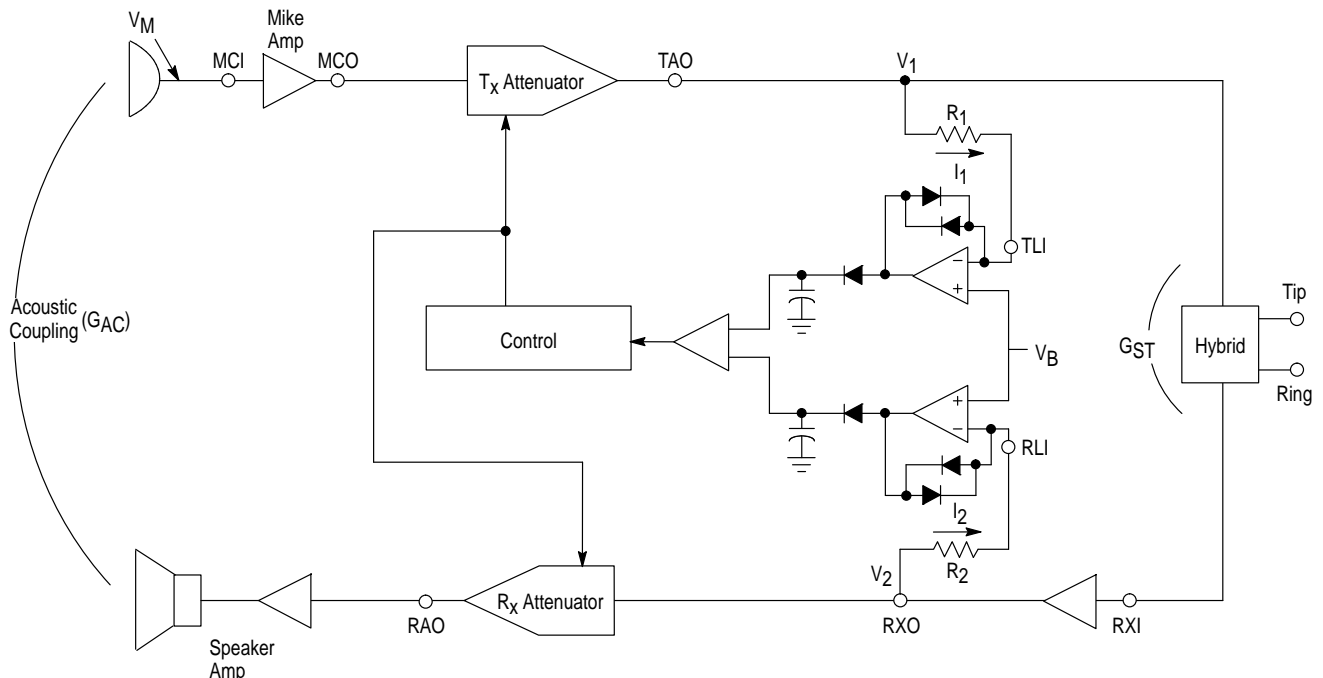 VM
Mike
Amp
MCI
MCO
Tx Attenuator
TAO
V1
R1
I1
TLI
−
+
Acoustic
Coupling
(GAC)
Control
VB
GST
Hybrid
Tip
Ring
+
−
RLI
I2
R2
V2
Rx Attenuator
RAO
RXO
RXI
Speaker
Amp